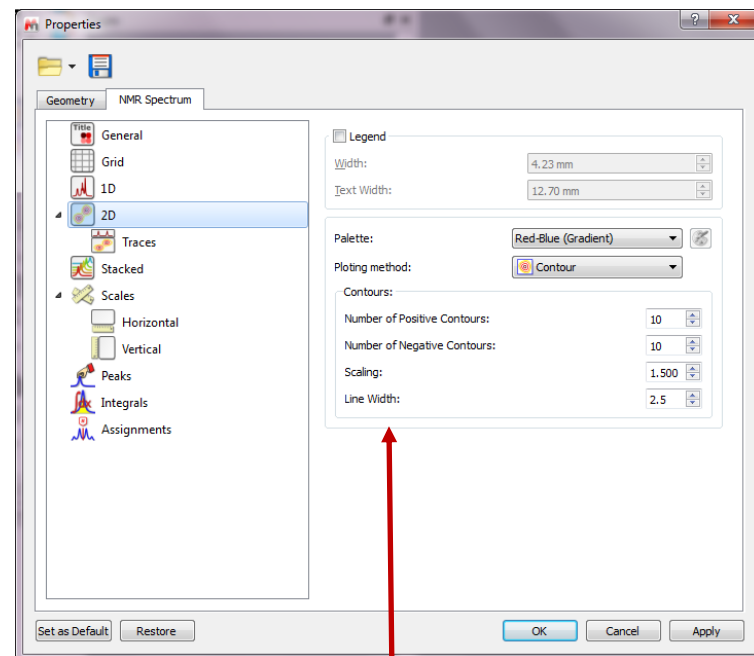 Properties
Geometry NMR Spectrum
Title
General
Grid
1D
2D
Traces
Stacked
Scales
Horizontal
Vertical
Peaks
Integrals
Assignments
Legend
Width: 4.23 mm
Text Width: 12.70 mm
Palette: Red-Blue (Gradient)
Ploting method: Contour
Contours:
Number of Positive Contours: 10
Number of Negative Contours: 10
Scaling: 1.500
Line Width: 2.5
Set as Default Restore OK Cancel Apply